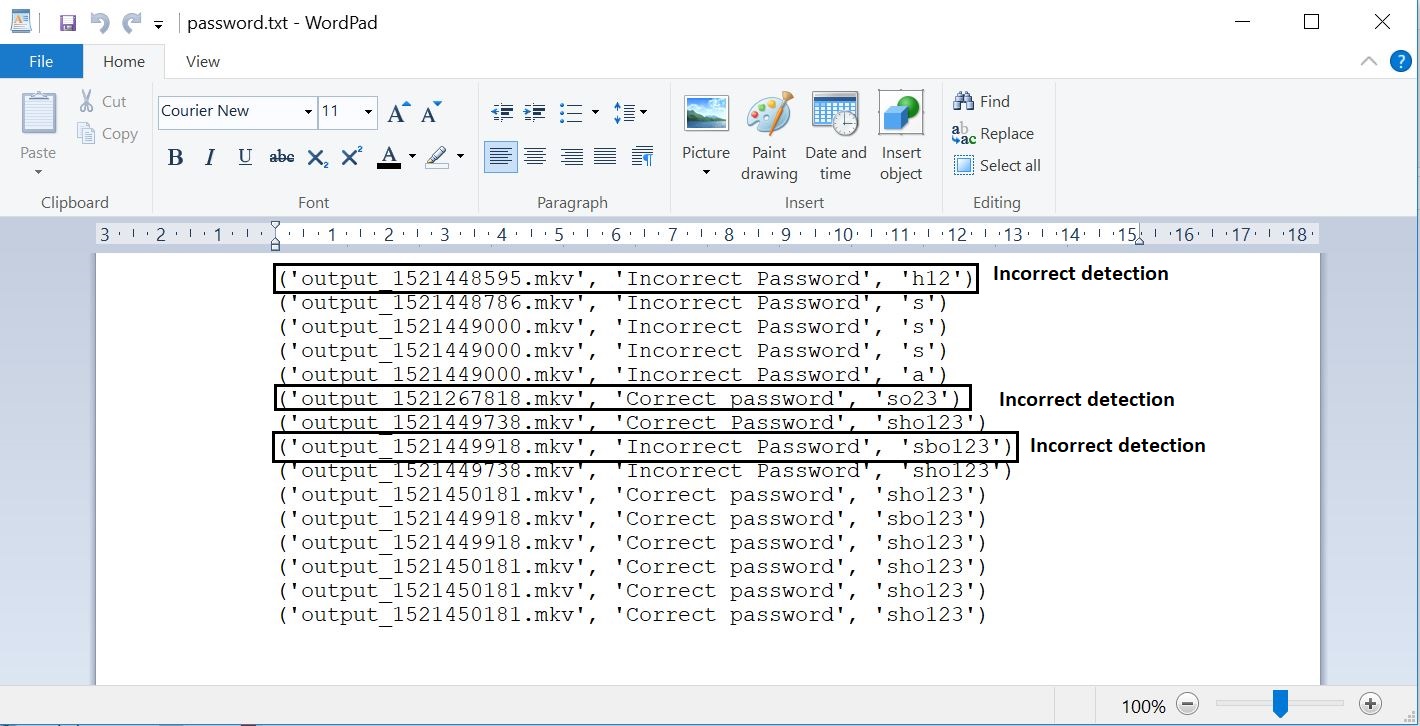 password.txt - WordPad
File Home View
Cut
Copy
Paste
Clipboard
Courier New 11
A A
B I U abc X₂ X² A
Font
Paragraph
Picture
Paint drawing
Date and time
Insert object
Insert
Find
Replace
Select all
Editing
3 2 1 1 2 3 4 5 6 7 8 9 10 11 12 13 14 15 16 17 18
('output_1521448595.mkv', 'Incorrect Password', 'h12') Incorrect detection
('output_1521448786.mkv', 'Incorrect Password', 's')
('output_1521449000.mkv', 'Incorrect Password', 's')
('output_1521449000.mkv', 'Incorrect Password', 's')
('output_1521449000.mkv', 'Incorrect Password', 'a')
('output_1521267818.mkv', 'Correct password', 'so23') Incorrect detection
('output_1521449738.mkv', 'Correct Password', 'sho123')
('output_1521449918.mkv', 'Incorrect Password', 'sbo123') Incorrect detection
('output_1521449738.mkv', 'Incorrect Password', 'sho123')
('output_1521450181.mkv', 'Correct password', 'sho123')
('output_1521449918.mkv', 'Correct password', 'sbo123')
('output_1521449918.mkv', 'Correct password', 'sho123')
('output_1521450181.mkv', 'Correct password', 'sho123')
('output_1521450181.mkv', 'Correct password', 'sho123')
('output_1521450181.mkv', 'Correct password', 'sho123')
100%